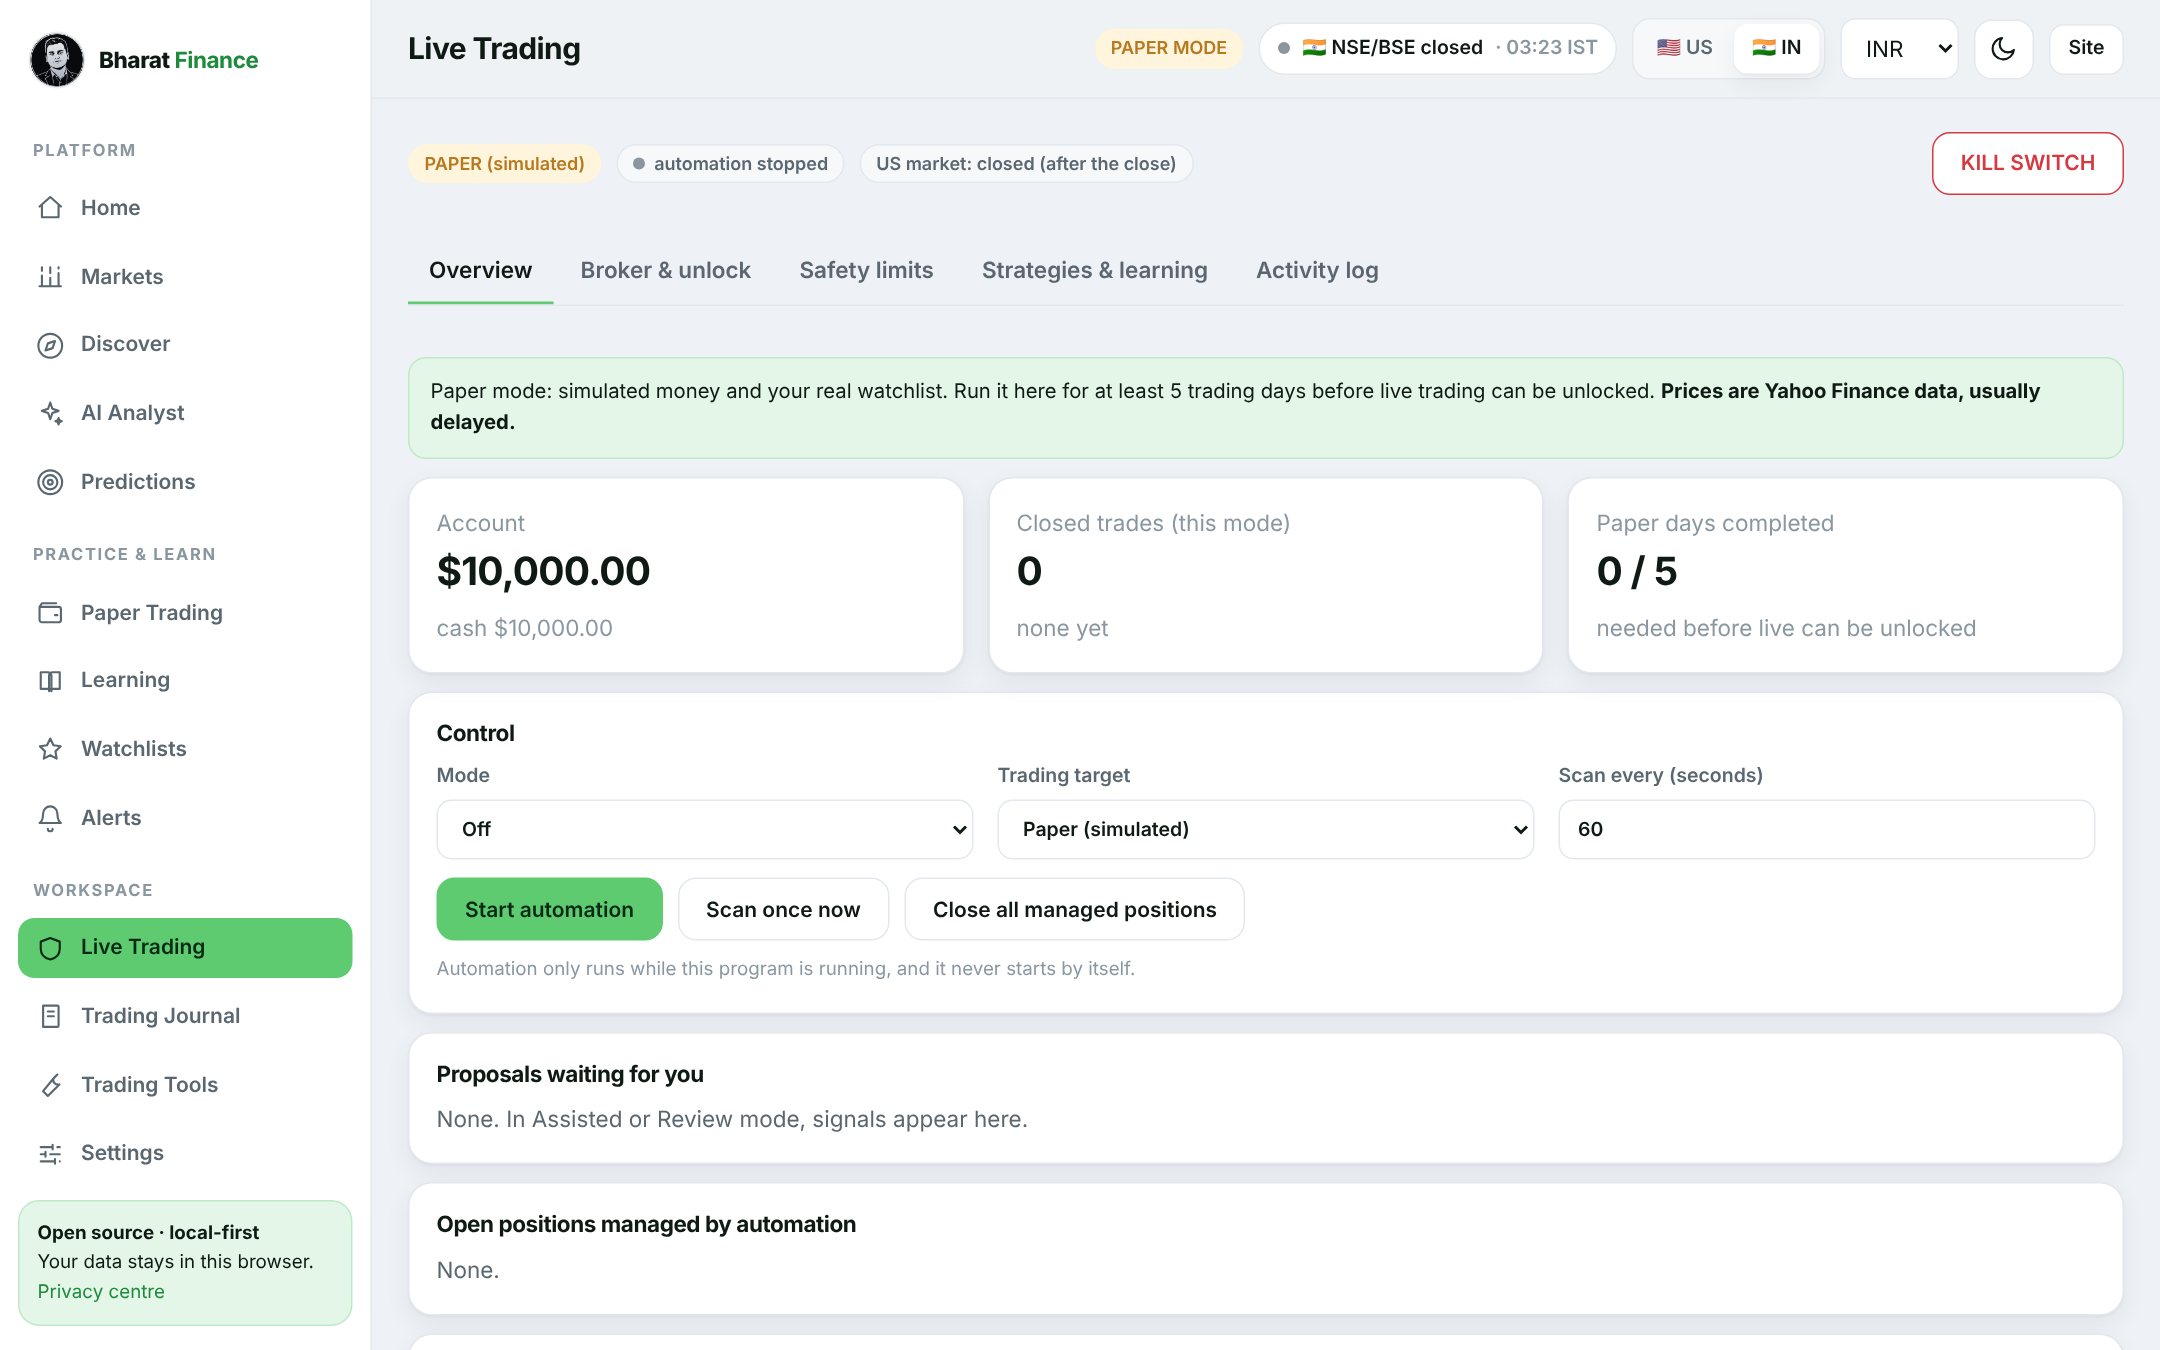 Bharat Finance
PLATFORM
Home
Markets
Discover
AI Analyst
Predictions
PRACTICE & LEARN
Paper Trading
Learning
Watchlists
Alerts
WORKSPACE
Live Trading
Trading Journal
Trading Tools
Settings
Open source · local-first
Your data stays in this browser.
Privacy centre
Live Trading
PAPER MODE
🇮🇳 NSE/BSE closed · 03:23 IST
🇺🇸 US
🇮🇳 IN
INR
Site
PAPER (simulated)
automation stopped
US market: closed (after the close)
KILL SWITCH
Overview
Broker & unlock
Safety limits
Strategies & learning
Activity log
Paper mode: simulated money and your real watchlist. Run it here for at least 5 trading days before live trading can be unlocked. Prices are Yahoo Finance data, usually
delayed.
Account
$10,000.00
cash $10,000.00
Closed trades (this mode)
0
none yet
Paper days completed
0 / 5
needed before live can be unlocked
Control
Mode
Off
Trading target
Paper (simulated)
Scan every (seconds)
60
Start automation
Scan once now
Close all managed positions
Automation only runs while this program is running, and it never starts by itself.
Proposals waiting for you
None. In Assisted or Review mode, signals appear here.
Open positions managed by automation
None.